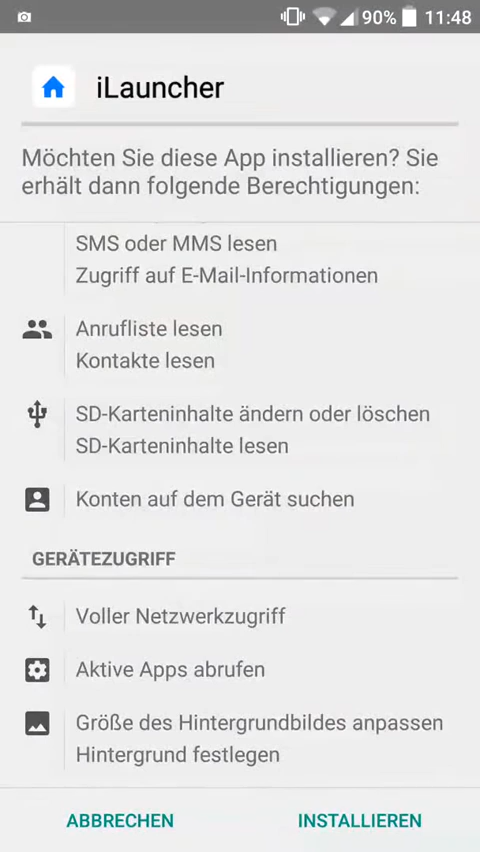 90% 11:48
iLauncher
Möchten Sie diese App installieren? Sie
erhält dann folgende Berechtigungen:
SMS oder MMS lesen
Zugriff auf E-Mail-Informationen
Anrufliste lesen
Kontakte lesen
SD-Karteninhalte ändern oder löschen
SD-Karteninhalte lesen
Konten auf dem Gerät suchen
GERÄTEZUGRIFF
Voller Netzwerkzugriff
Aktive Apps abrufen
Größe des Hintergrundbildes anpassen
Hintergrund festlegen
ABBRECHEN INSTALLIEREN